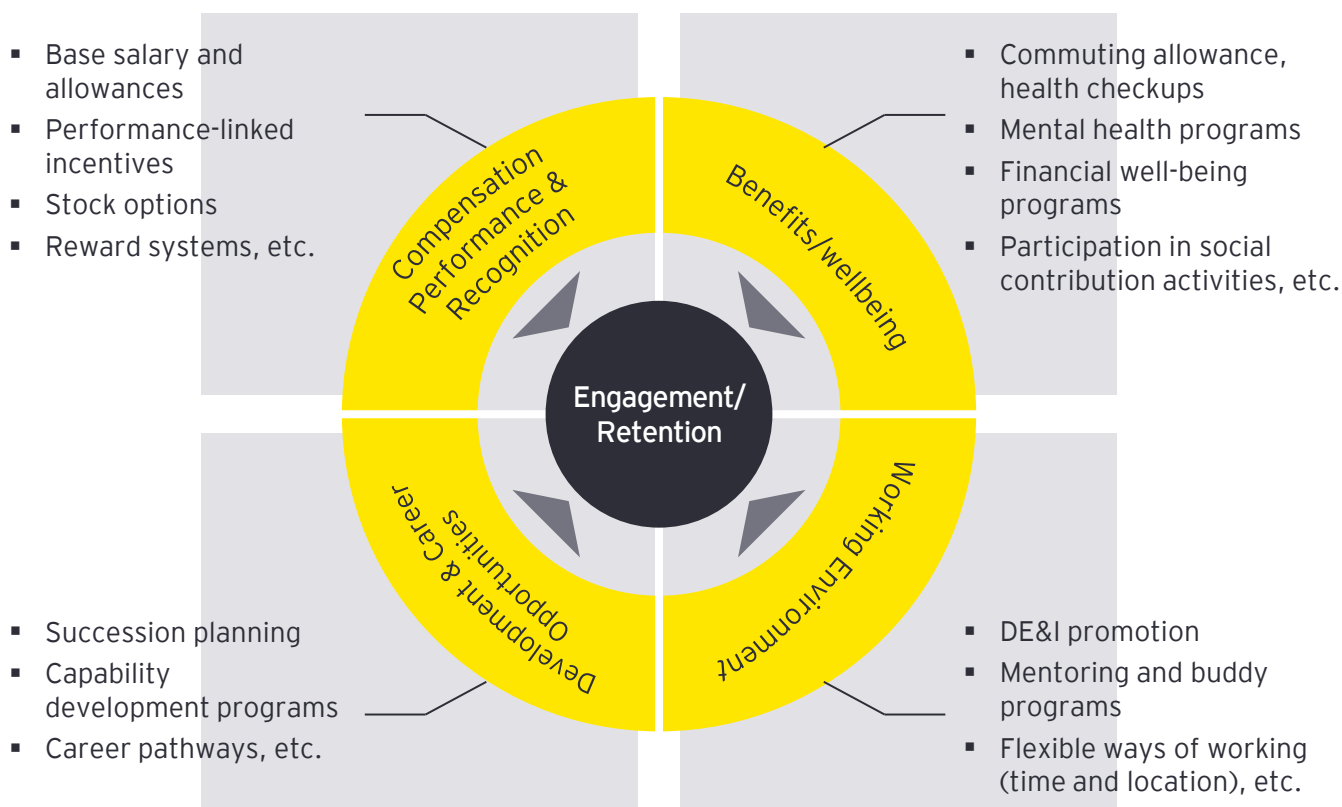 ▪ Base salary and
allowances
▪ Performance-linked
incentives
▪ Stock options
▪ Reward systems, etc.
▪ Commuting allowance,
health checkups
▪ Mental health programs
▪ Financial well-being
programs
▪ Participation in social
contribution activities, etc.
Compensation
Performance &
Recognition
Benefits/wellbeing
Engagement/
Retention
Development & Career
Opportunities
Working Environment
▪ Succession planning
▪ Capability
development programs
▪ Career pathways, etc.
▪ DE&I promotion
▪ Mentoring and buddy
programs
▪ Flexible ways of working
(time and location), etc.